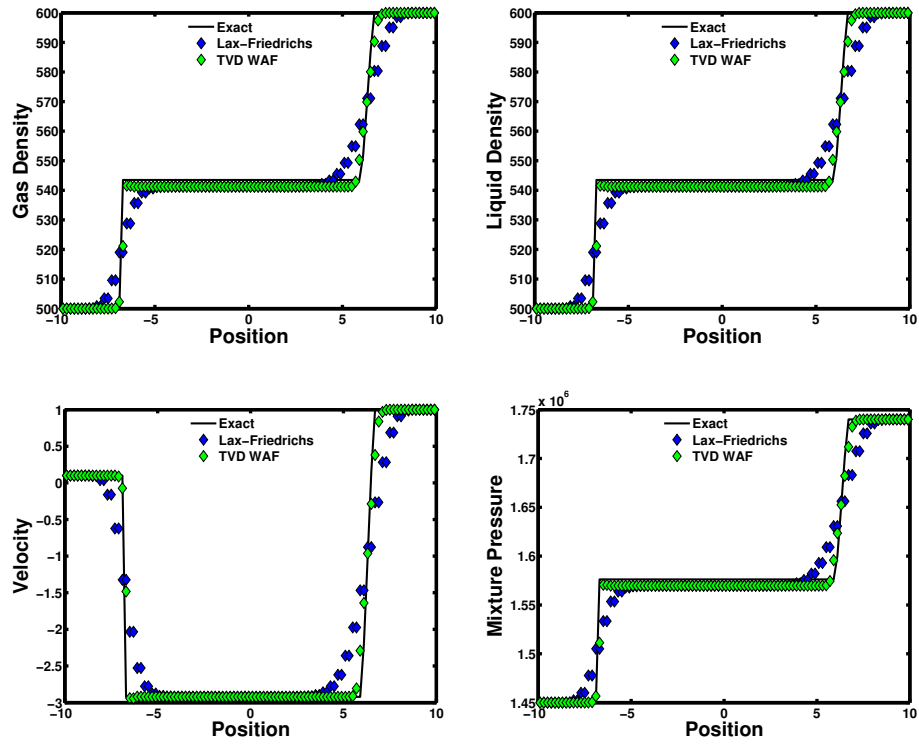 600
590
580
570
560
550
540
530
520
510
500
Gas Density
Exact
Lax−Friedrichs
TVD WAF
−10
−5
0
5
10
Position
600
590
580
570
560
550
540
530
520
510
500
Liquid Density
Exact
Lax−Friedrichs
TVD WAF
−10
−5
0
5
10
Position
1
0.5
0
−0.5
−1
−1.5
−2
−2.5
−3
Velocity
Exact
Lax−Friedrichs
TVD WAF
−10
−5
0
5
10
Position
1.75 x 10^6
1.7
1.65
1.6
1.55
1.5
1.45
Mixture Pressure
Exact
Lax−Friedrichs
TVD WAF
−10
−5
0
5
10
Position